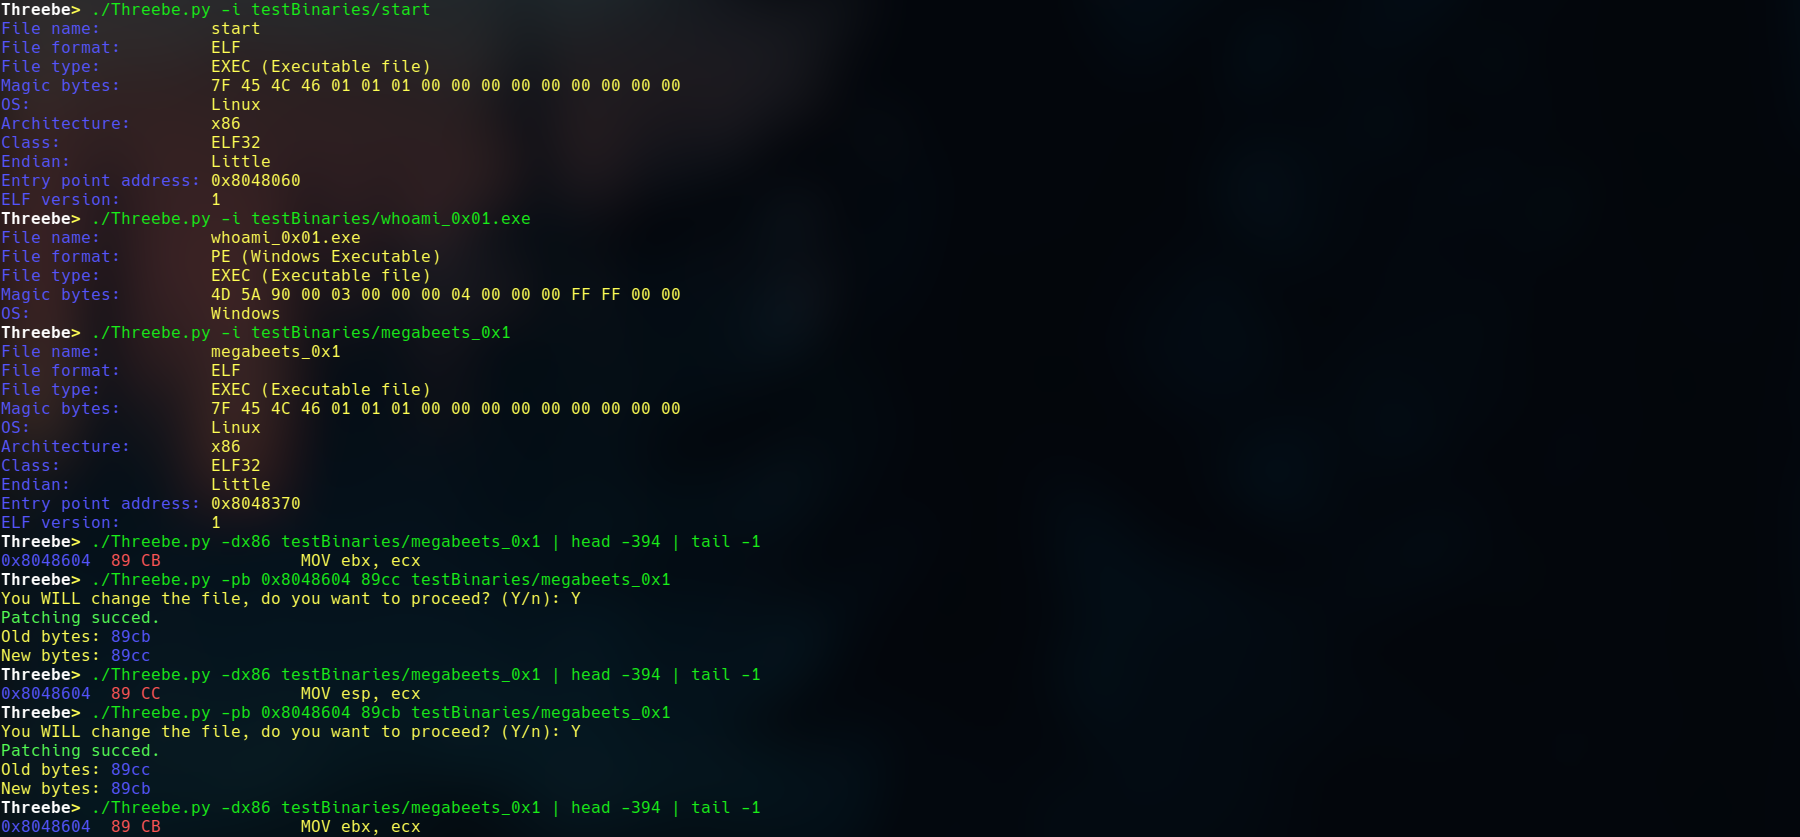 Threebe> ./Threebe.py -i testBinaries/start
File name: start
File format: ELF
File type: EXEC (Executable file)
Magic bytes: 7F 45 4C 46 01 01 01 00 00 00 00 00 00 00 00 00
OS: Linux
Architecture: x86
Class: ELF32
Endian: Little
Entry point address: 0x8048060
ELF version: 1
Threebe> ./Threebe.py -i testBinaries/whoami_0x01.exe
File name: whoami_0x01.exe
File format: PE (Windows Executable)
File type: EXEC (Executable file)
Magic bytes: 4D 5A 90 00 03 00 00 00 04 00 00 00 FF FF 00 00
OS: Windows
Threebe> ./Threebe.py -i testBinaries/megabeets_0x1
File name: megabeets_0x1
File format: ELF
File type: EXEC (Executable file)
Magic bytes: 7F 45 4C 46 01 01 01 00 00 00 00 00 00 00 00 00
OS: Linux
Architecture: x86
Class: ELF32
Endian: Little
Entry point address: 0x8048370
ELF version: 1
Threebe> ./Threebe.py -dx86 testBinaries/megabeets_0x1 | head -394 | tail -1
0x8048604 89 CB MOV ebx, ecx
Threebe> ./Threebe.py -pb 0x8048604 89cc testBinaries/megabeets_0x1
You WILL change the file, do you want to proceed? (Y/n): Y
Patching succed.
Old bytes: 89cb
New bytes: 89cc
Threebe> ./Threebe.py -dx86 testBinaries/megabeets_0x1 | head -394 | tail -1
0x8048604 89 CC MOV esp, ecx
Threebe> ./Threebe.py -pb 0x8048604 89cb testBinaries/megabeets_0x1
You WILL change the file, do you want to proceed? (Y/n): Y
Patching succed.
Old bytes: 89cc
New bytes: 89cb
Threebe> ./Threebe.py -dx86 testBinaries/megabeets_0x1 | head -394 | tail -1
0x8048604 89 CB MOV ebx, ecx